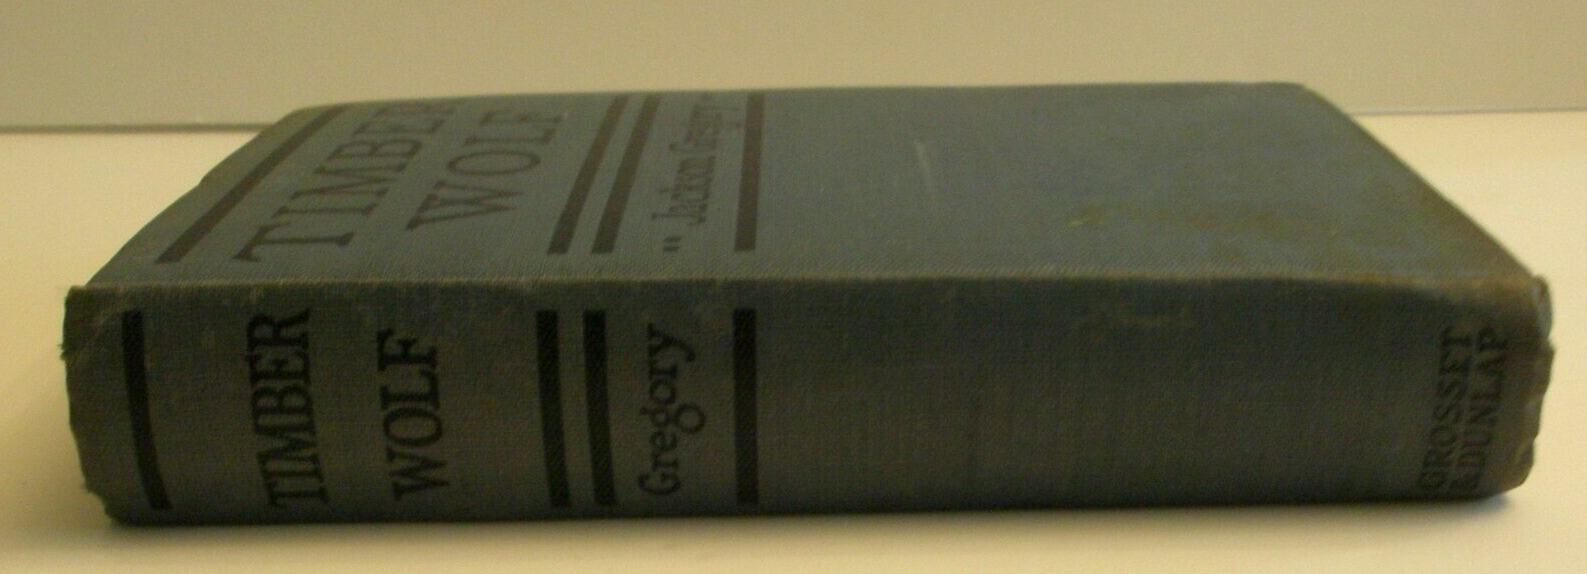 TIMBER
WOLF
" Jackson Gregory "
TIMBER
WOLF
Gregory
GROSSET
& DUNLAP